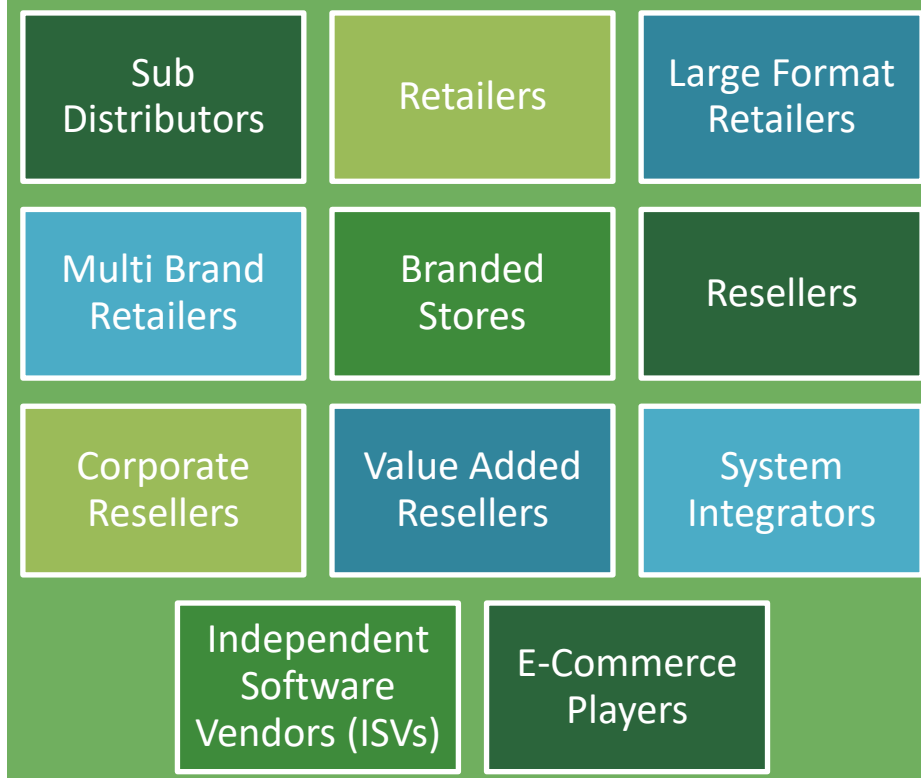 Sub
Distributors
Retailers
Large Format
Retailers
Multi Brand
Retailers
Branded
Stores
Resellers
Corporate
Resellers
Value Added
Resellers
System
Integrators
Independent
Software
Vendors (ISVs)
E-Commerce
Players